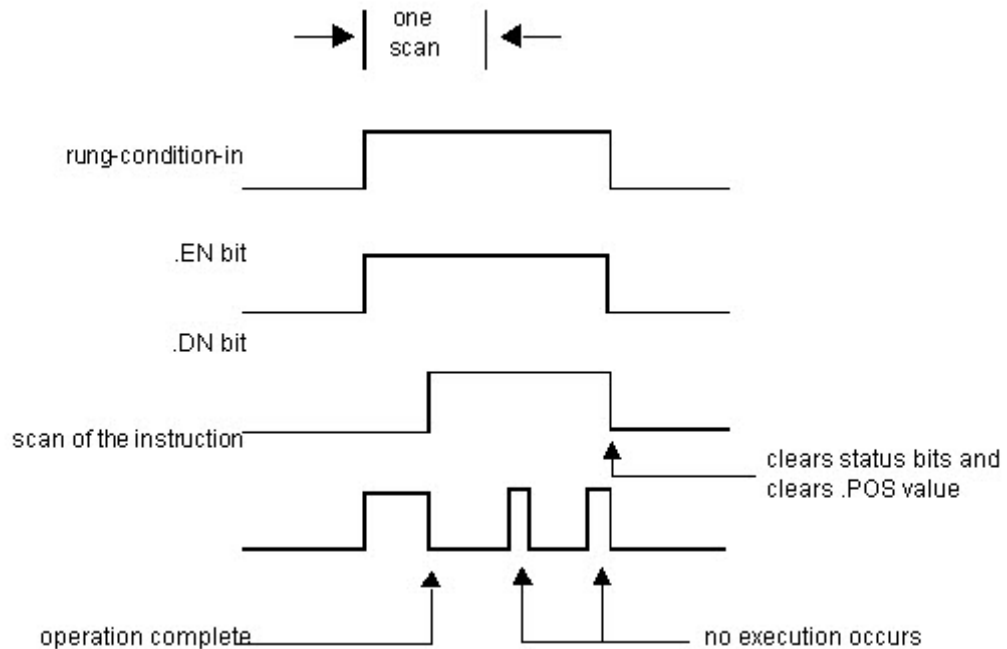 one
scan
rung-condition-in
.EN bit
.DN bit
scan of the instruction
clears status bits and
clears .POS value
operation complete
no execution occurs